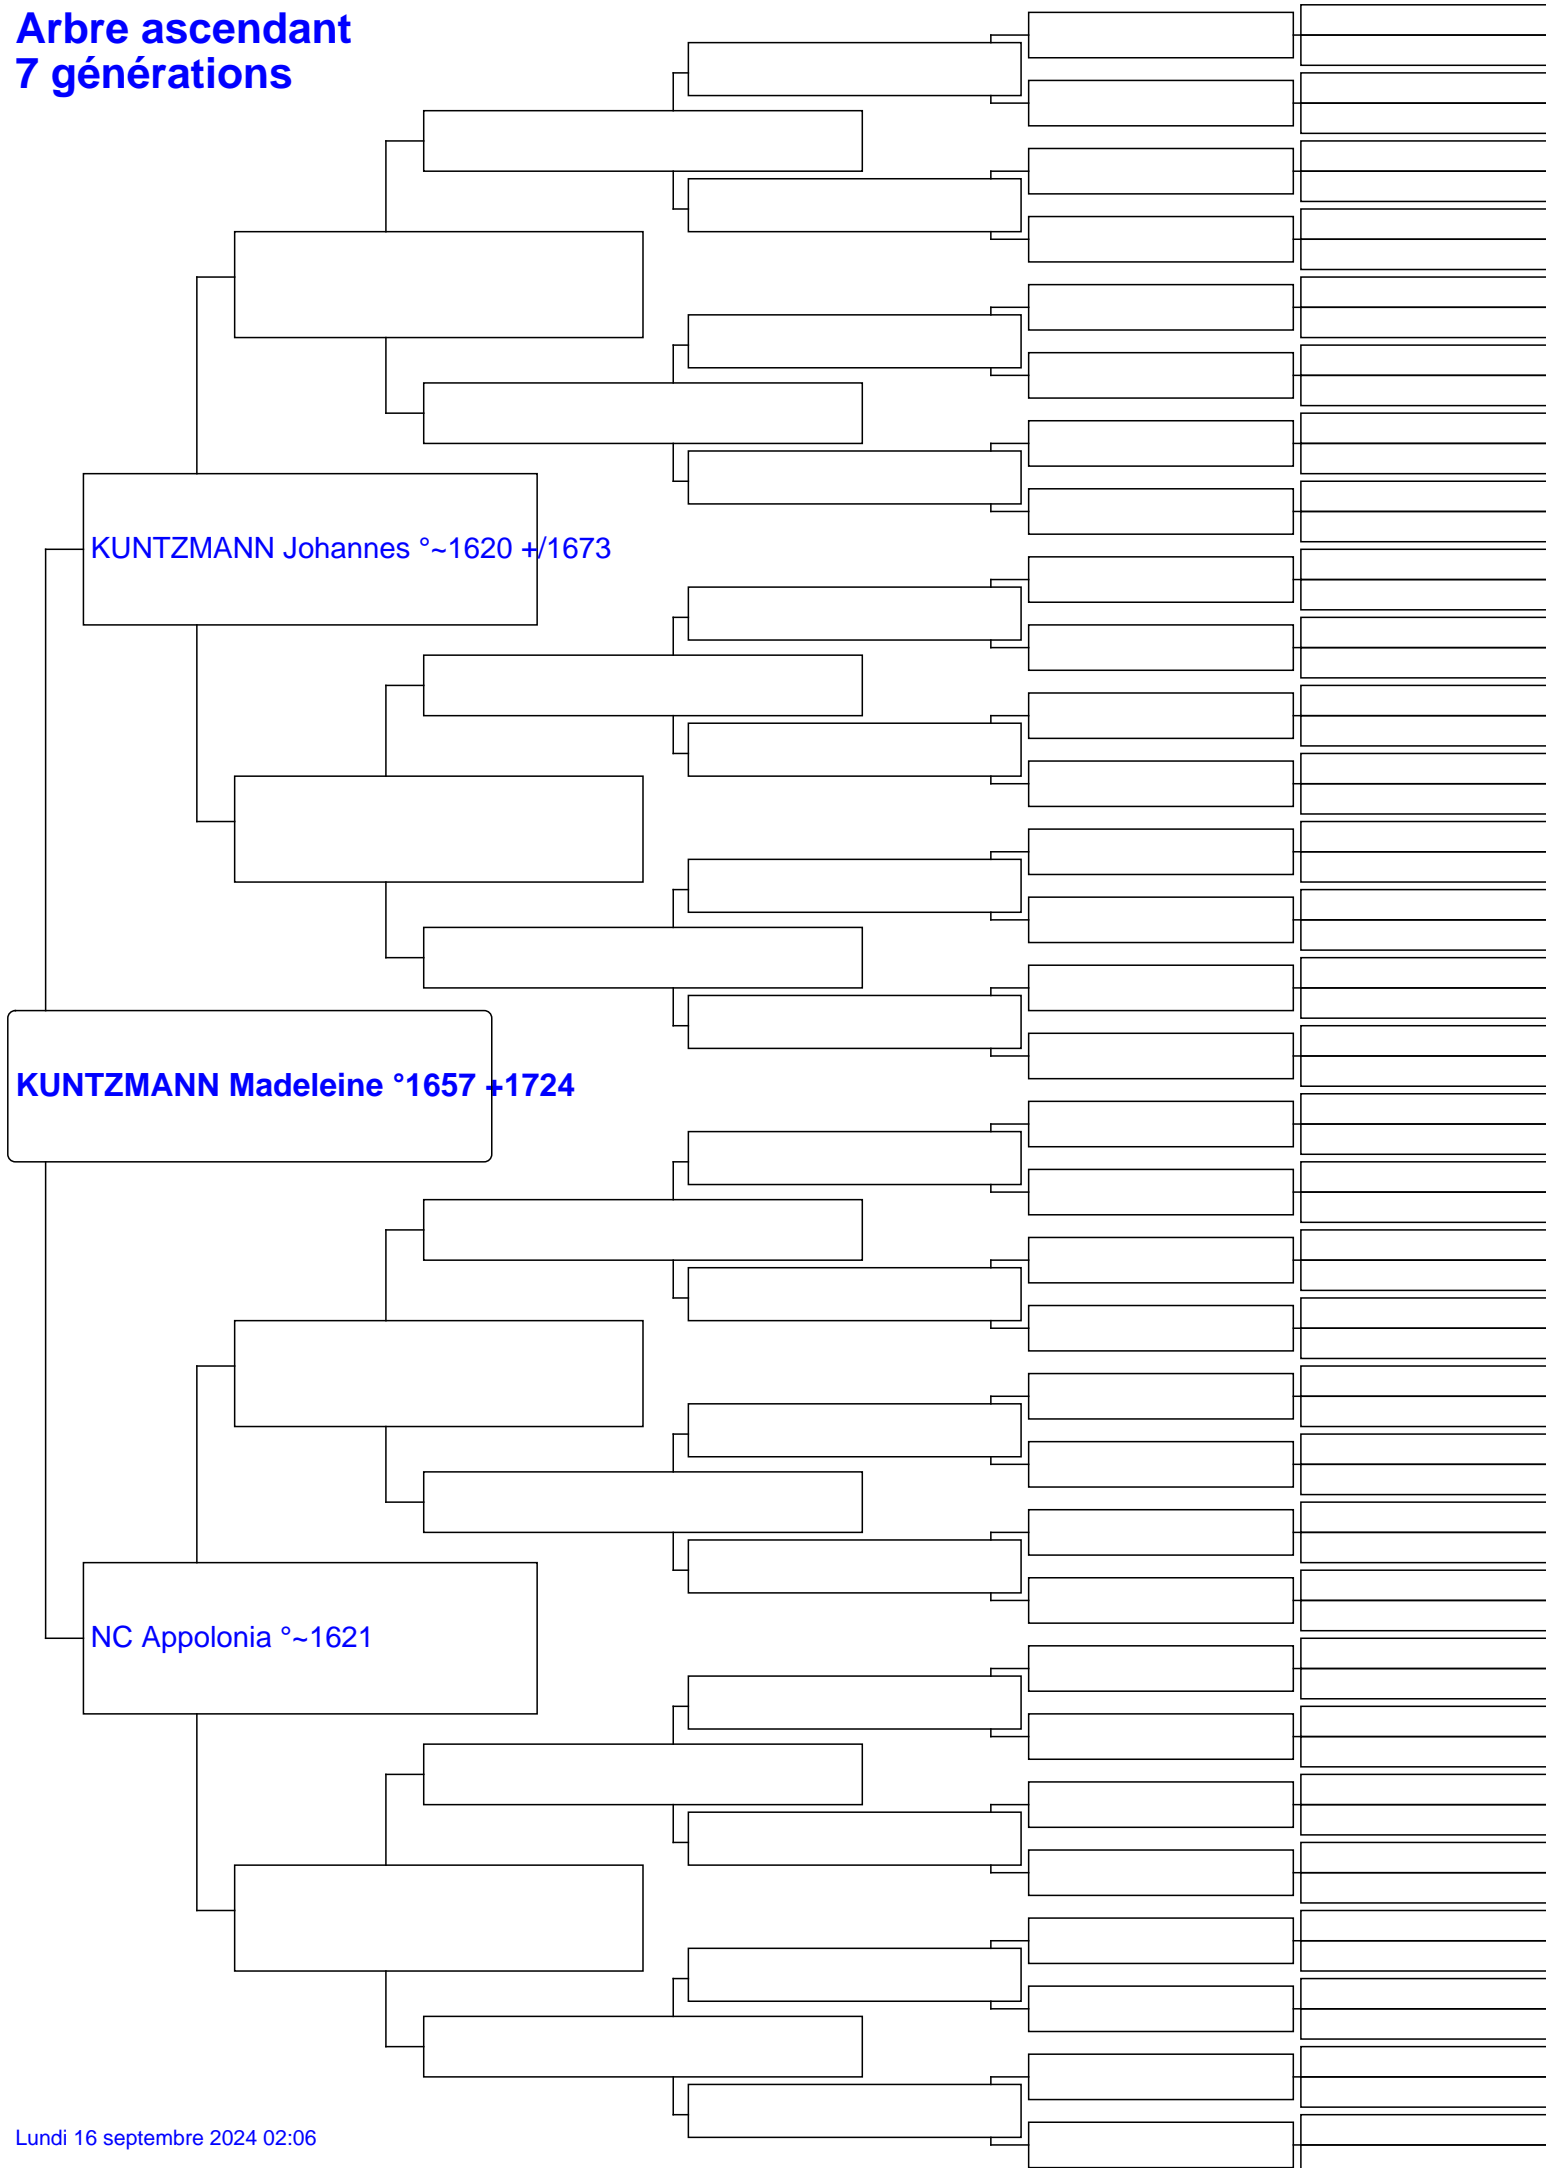 Arbre ascendant
7 générations
KUNTZMANN Johannes °~1620 +/1673
KUNTZMANN Madeleine °1657 +1724
NC Appolonia °~1621
Lundi 16 septembre 2024 02:06